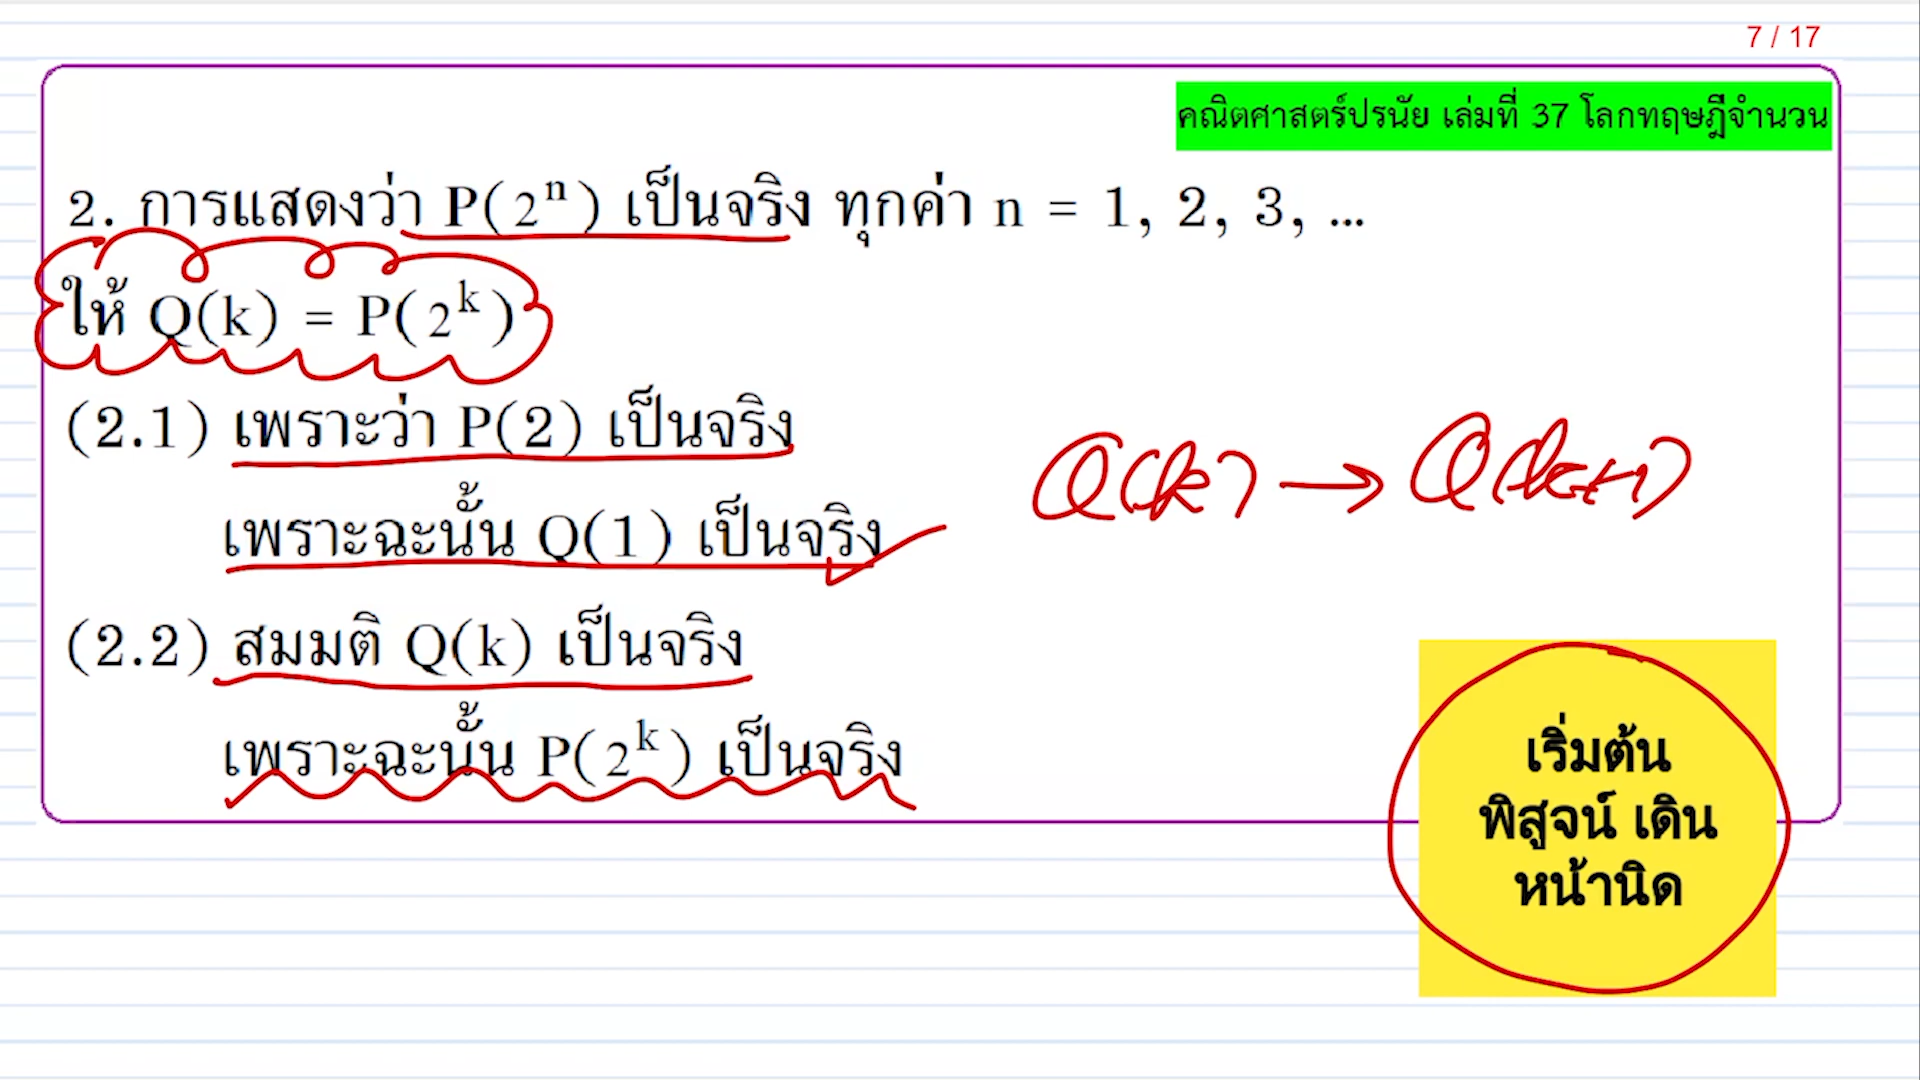 7 / 17
คณิตศาสตร์ปรนัย เล่มที่ 37 โลกทฤษฎีจำนวน
2. การแสดงว่า P(2ⁿ) เป็นจริง ทุกค่า n = 1, 2, 3, ...
ให้ Q(k) = P(2ᵏ)
(2.1) เพราะว่า P(2) เป็นจริง
Q(k) → Q(k+1)
เพราะฉะนั้น Q(1) เป็นจริง
(2.2) สมมติ Q(k) เป็นจริง
เพราะฉะนั้น P(2ᵏ) เป็นจริง
เริ่มต้น
พิสูจน์ เดิน
หน้านิด